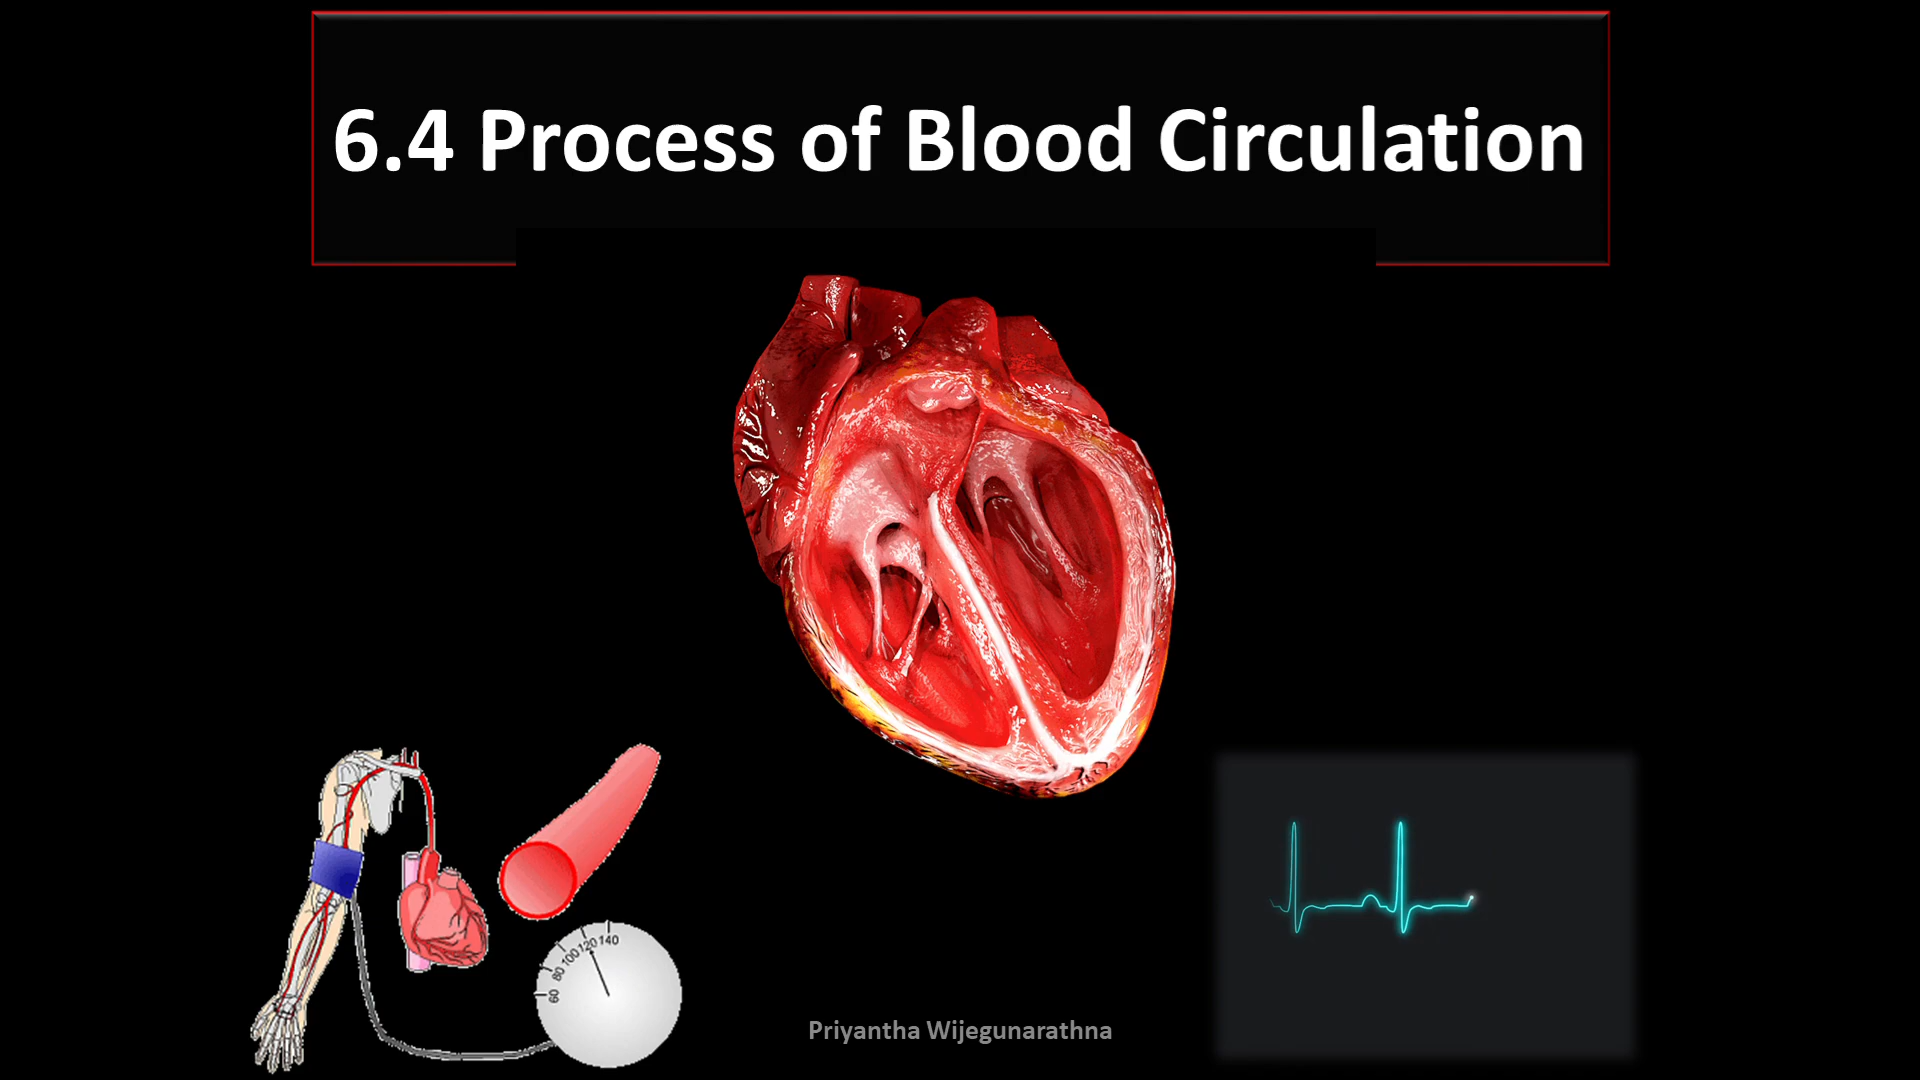 6.4 Process of Blood Circulation
60 80 100 120 140
Priyantha Wijegunarathna